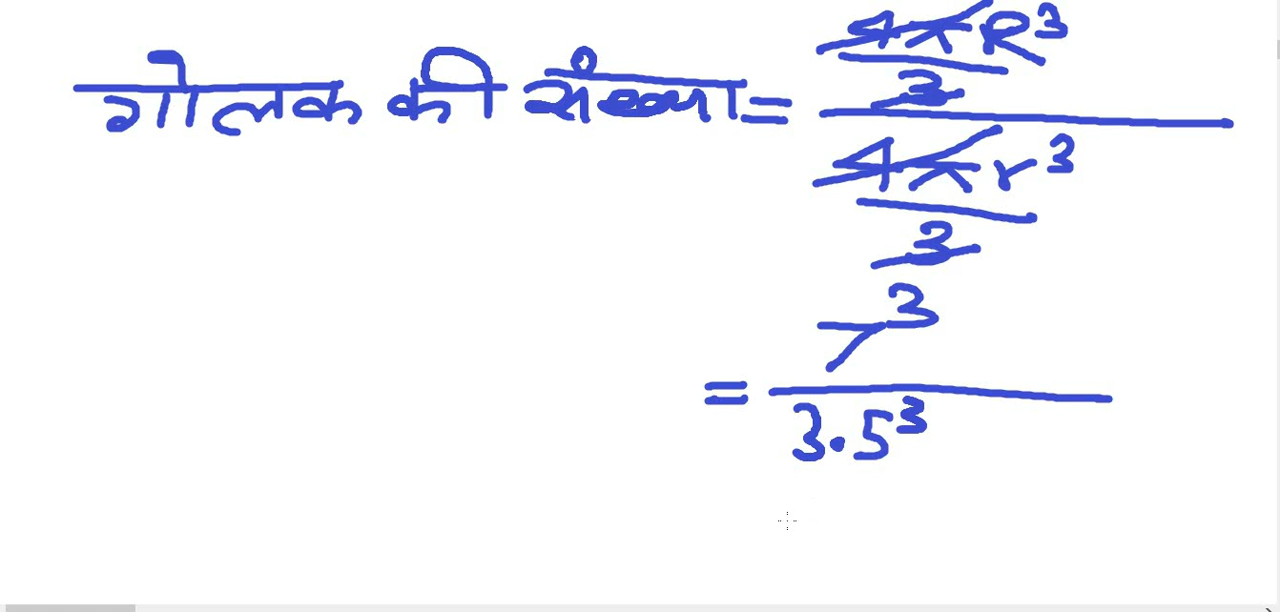 गोलक की संख्या = (4πR³/3) / (4πr³/3)
= 7³ / 3.5³